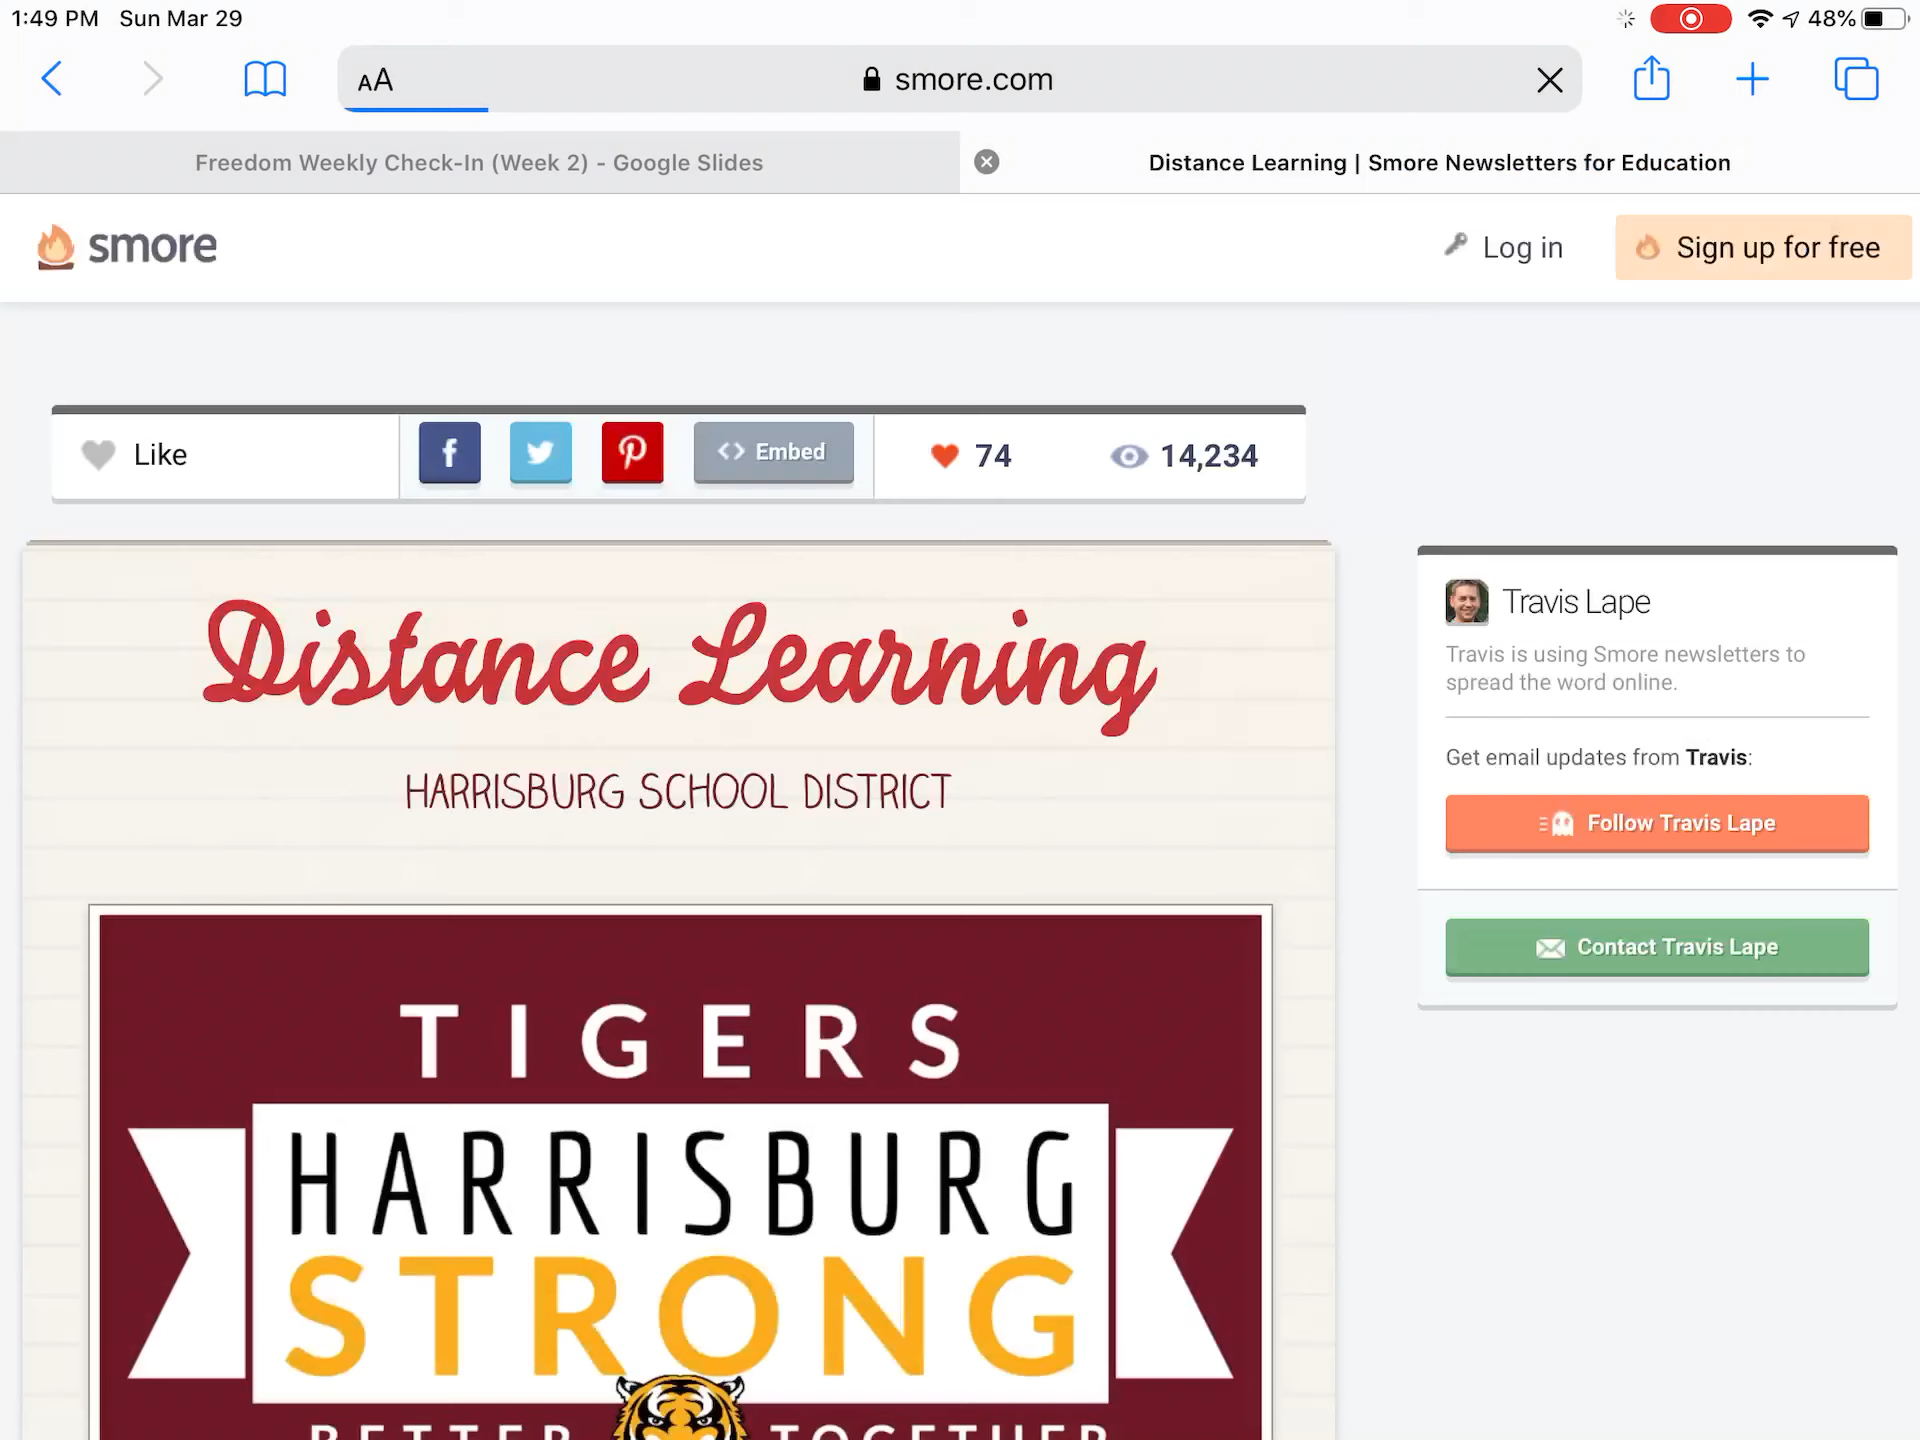 1:49 PM Sun Mar 29 48%
AA smore.com
Freedom Weekly Check-In (Week 2) - Google Slides
Distance Learning | Smore Newsletters for Education
smore
Log in
Sign up for free
Like
Embed
74
14,234
Distance Learning
HARRISBURG SCHOOL DISTRICT
Travis Lape
Travis is using Smore newsletters to
spread the word online.
Get email updates from Travis:
Follow Travis Lape
Contact Travis Lape
TIGERS
HARRISBURG
STRONG
BETTER TOGETHER